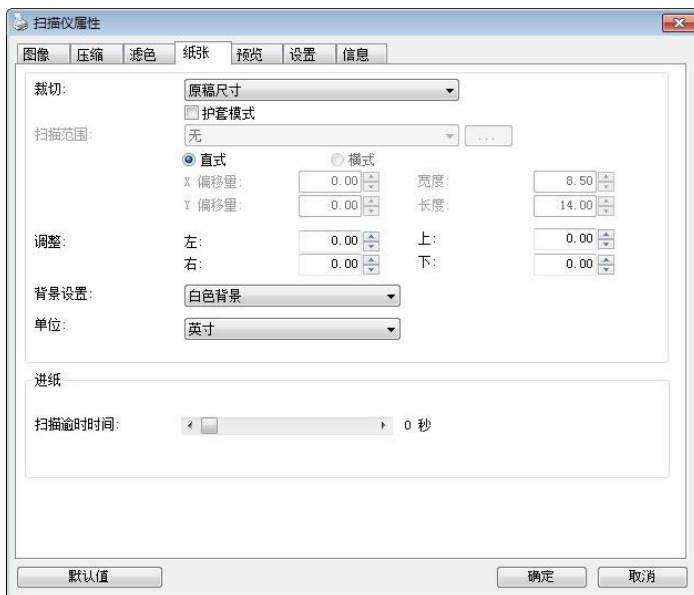 扫描仪属性
图像 压缩 滤色 纸张 预览 设置 信息
裁切: 原稿尺寸
护套模式
扫描范围: 无 ...
直式 横式
X 偏移量: 0.00 宽度: 8.50
Y 偏移量: 0.00 长度: 14.00
调整: 左: 0.00 上: 0.00
右: 0.00 下: 0.00
背景设置: 白色背景
单位: 英寸
进纸
扫描逾时时间: 0 秒
默认值 确定 取消